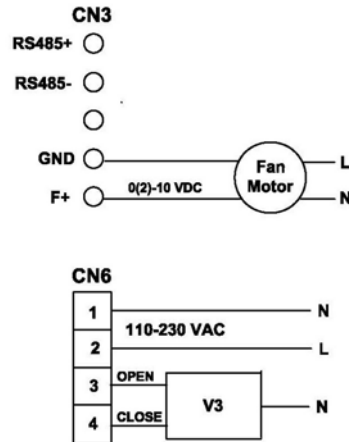 CN3
RS485+
RS485-
GND
F+
0(2)-10 VDC
Fan
Motor
L
N
CN6
1
N
110-230 VAC
2
L
3
OPEN
V3
N
4
CLOSE